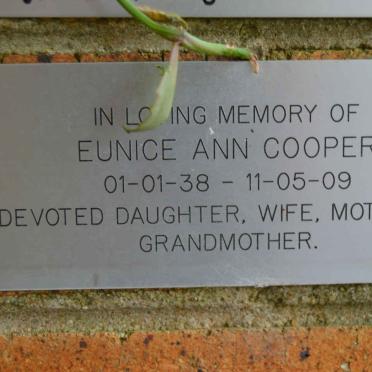 IN LOVING MEMORY OF
EUNICE ANN COOPER
01-01-38 - 11-05-09
DEVOTED DAUGHTER, WIFE, MOT
GRANDMOTHER.